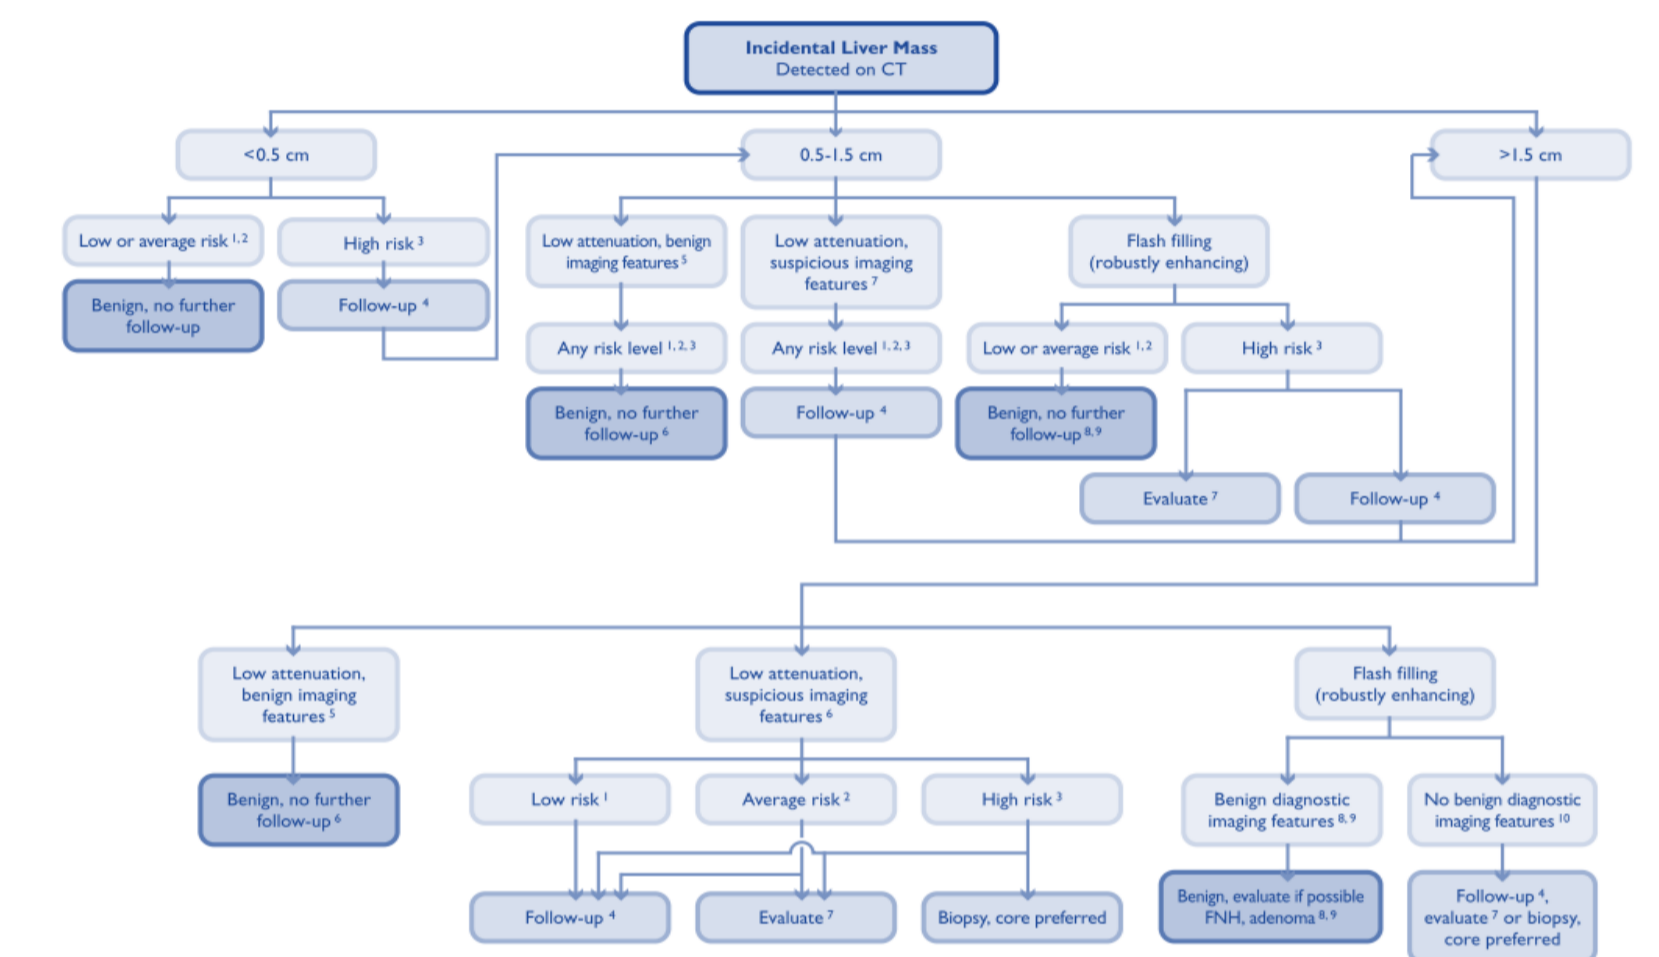 Incidental Liver Mass
Detected on CT
<0.5 cm
0.5-1.5 cm
>1.5 cm
Low or average risk 1,2
High risk 3
Low attenuation, benign
imaging features 5
Low attenuation,
suspicious imaging
features 7
Flash filling
(robustly enhancing)
Benign, no further
follow-up
Follow-up 4
Any risk level 1,2,3
Any risk level 1,2,3
Low or average risk 1,2
High risk 3
Benign, no further
follow-up 6
Follow-up 4
Benign, no further
follow-up 8,9
Evaluate 7
Follow-up 4
Low attenuation,
benign imaging
features 5
Low attenuation,
suspicious imaging
features 6
Flash filling
(robustly enhancing)
Benign, no further
follow-up 6
Low risk 1
Average risk 2
High risk 3
Benign diagnostic
imaging features 8,9
No benign diagnostic
imaging features 10
Follow-up 4
Evaluate 7
Biopsy, core preferred
Benign, evaluate if possible
FNH, adenoma 8,9
Follow-up 4,
evaluate 7 or biopsy,
core preferred